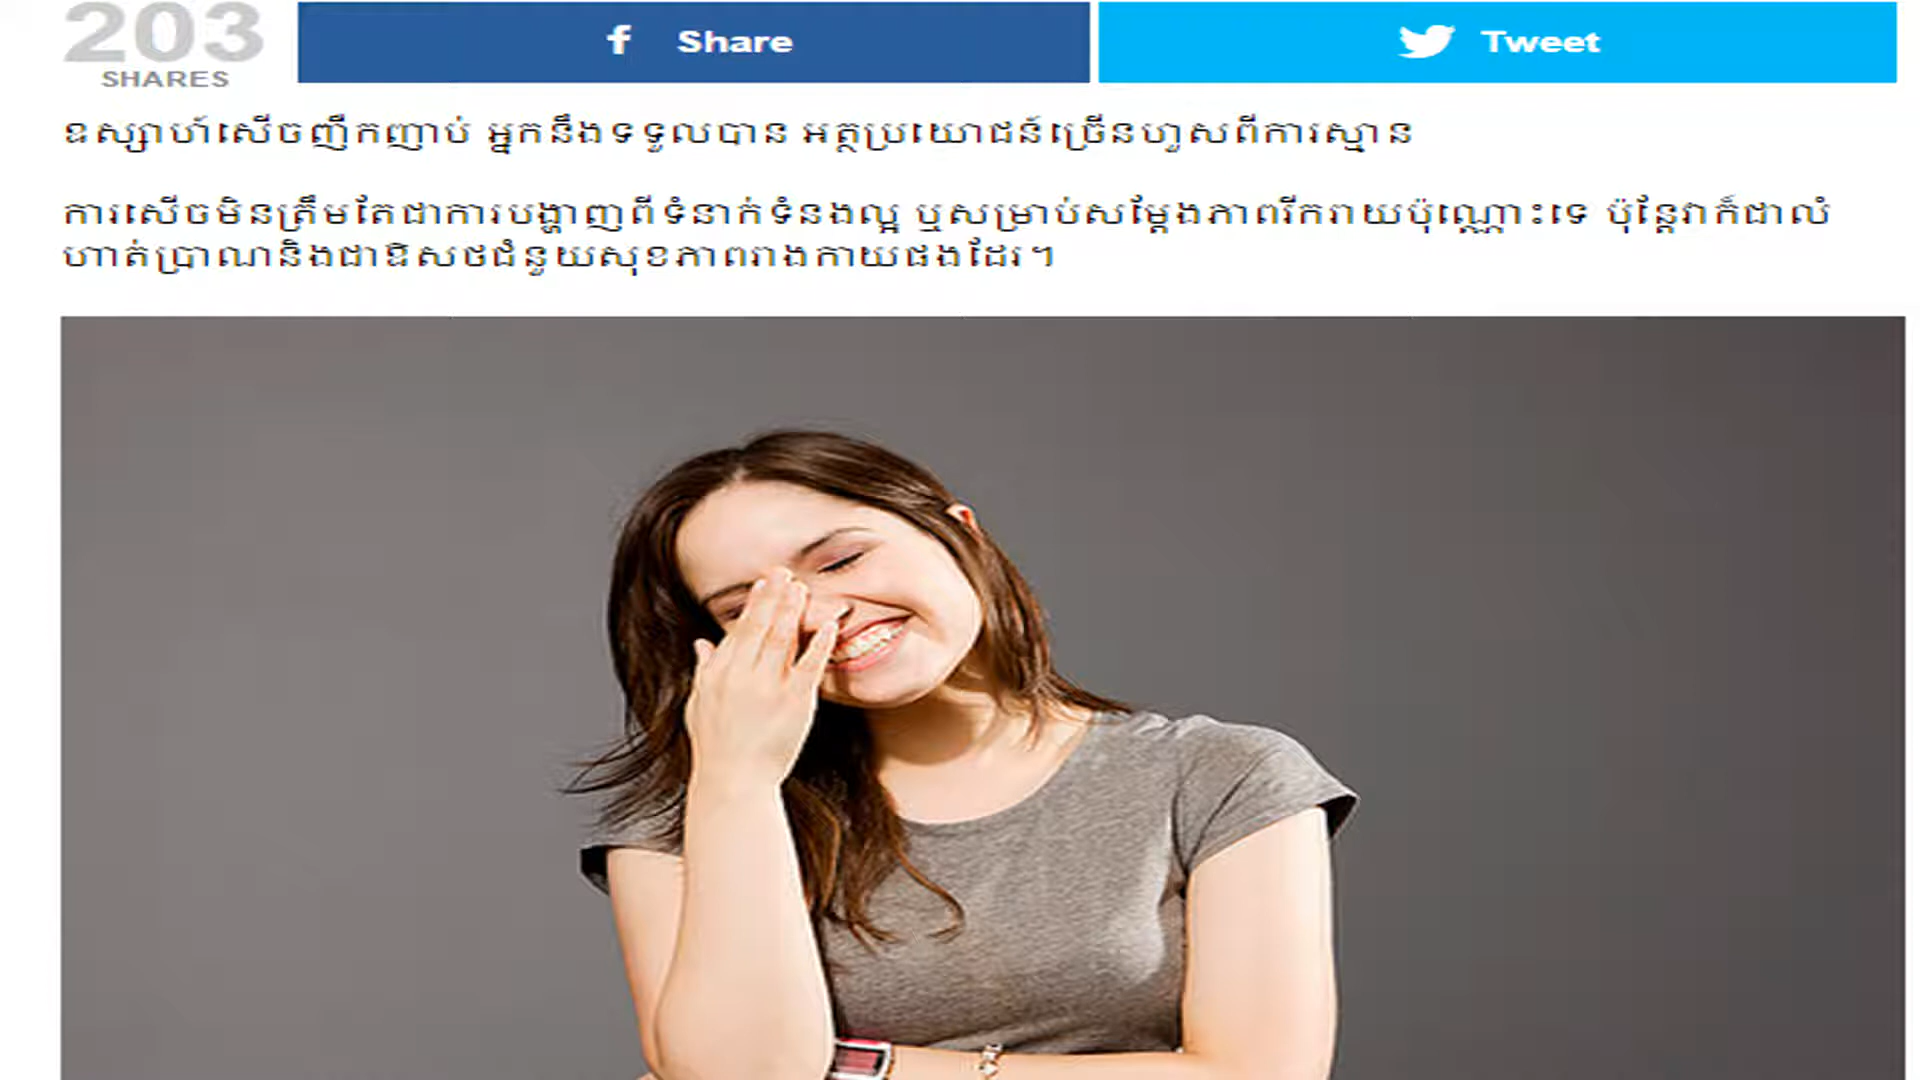 203
SHARES
Share
Tweet
ឧស្សាហ៍សើចញឹកញាប់ អ្នកនឹងទទួលបាន អត្ថប្រយោជន៍ច្រើនហួសពីការស្មាន
ការសើចមិនត្រឹមតែជាការបង្ហាញពីទំនាក់ទំនងល្អ ឬសម្រាប់សម្តែងភាពរីករាយប៉ុណ្ណោះទេ ប៉ុន្តែវាក៏ជាលំ
ហាត់ប្រាណនិងជាឱសថជំនួយសុខភាពរាងកាយផងដែរ។